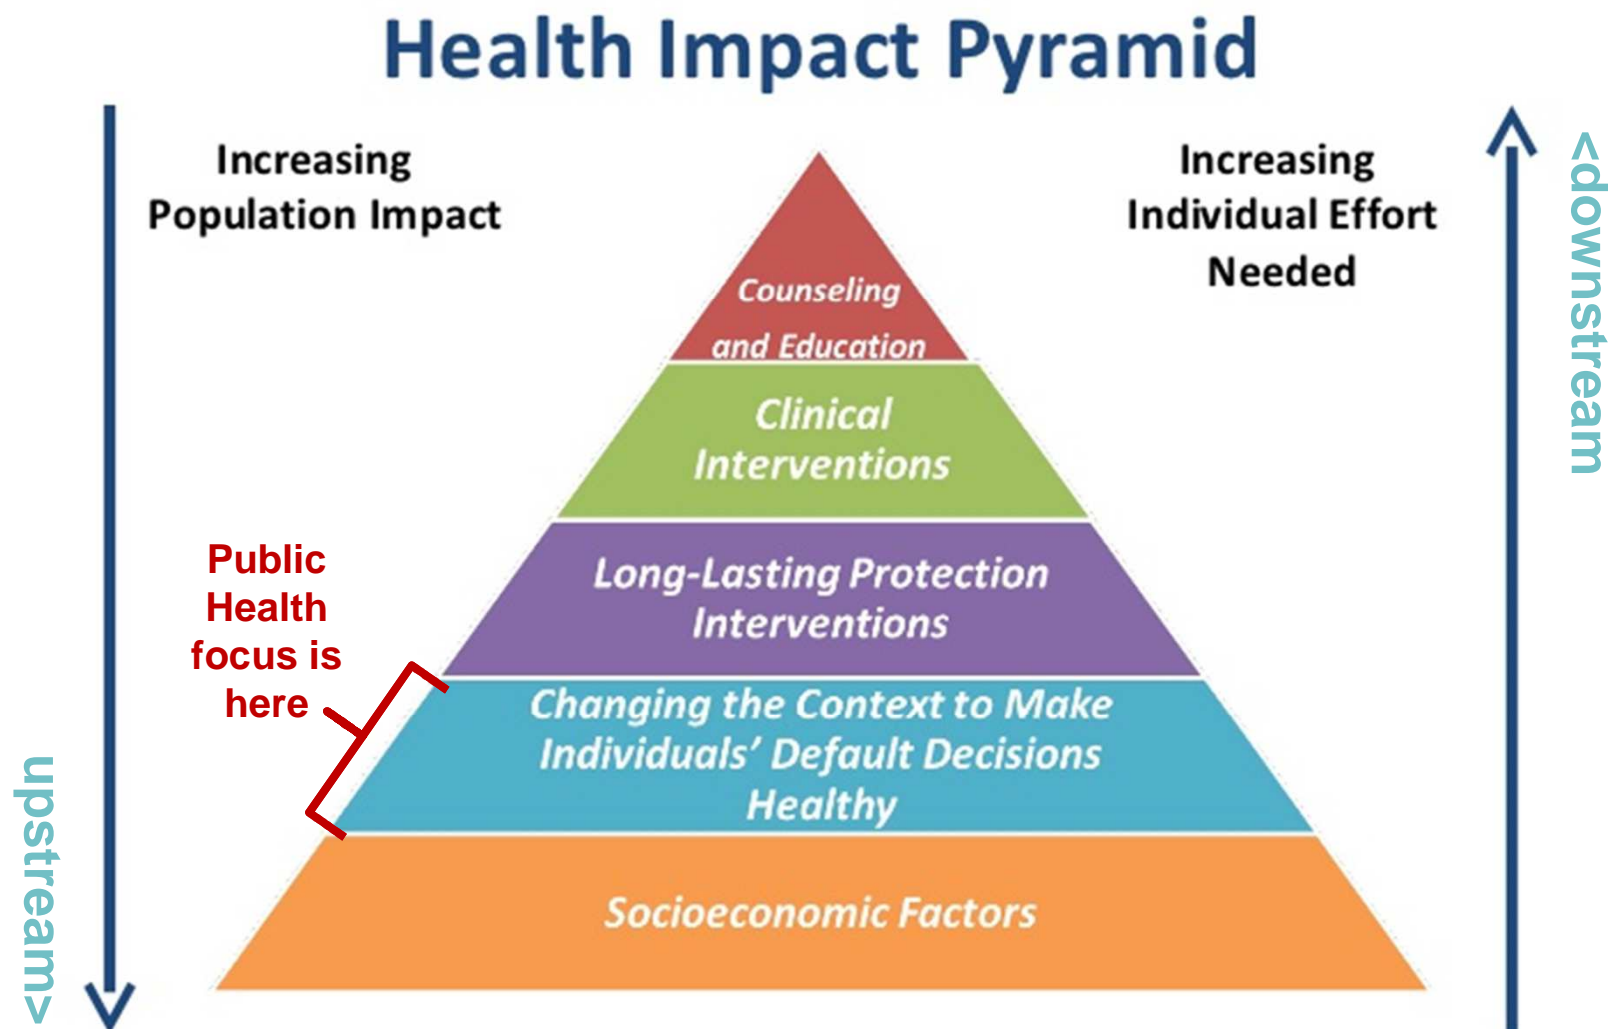 Health Impact Pyramid
Increasing
Population Impact
Increasing
Individual Effort
Needed
<downstream
Counseling
and Education
Clinical
Interventions
Long-Lasting Protection
Interventions
Public
Health
focus is
here
Changing the Context to Make
Individuals’ Default Decisions
Healthy
upstream>
Socioeconomic Factors